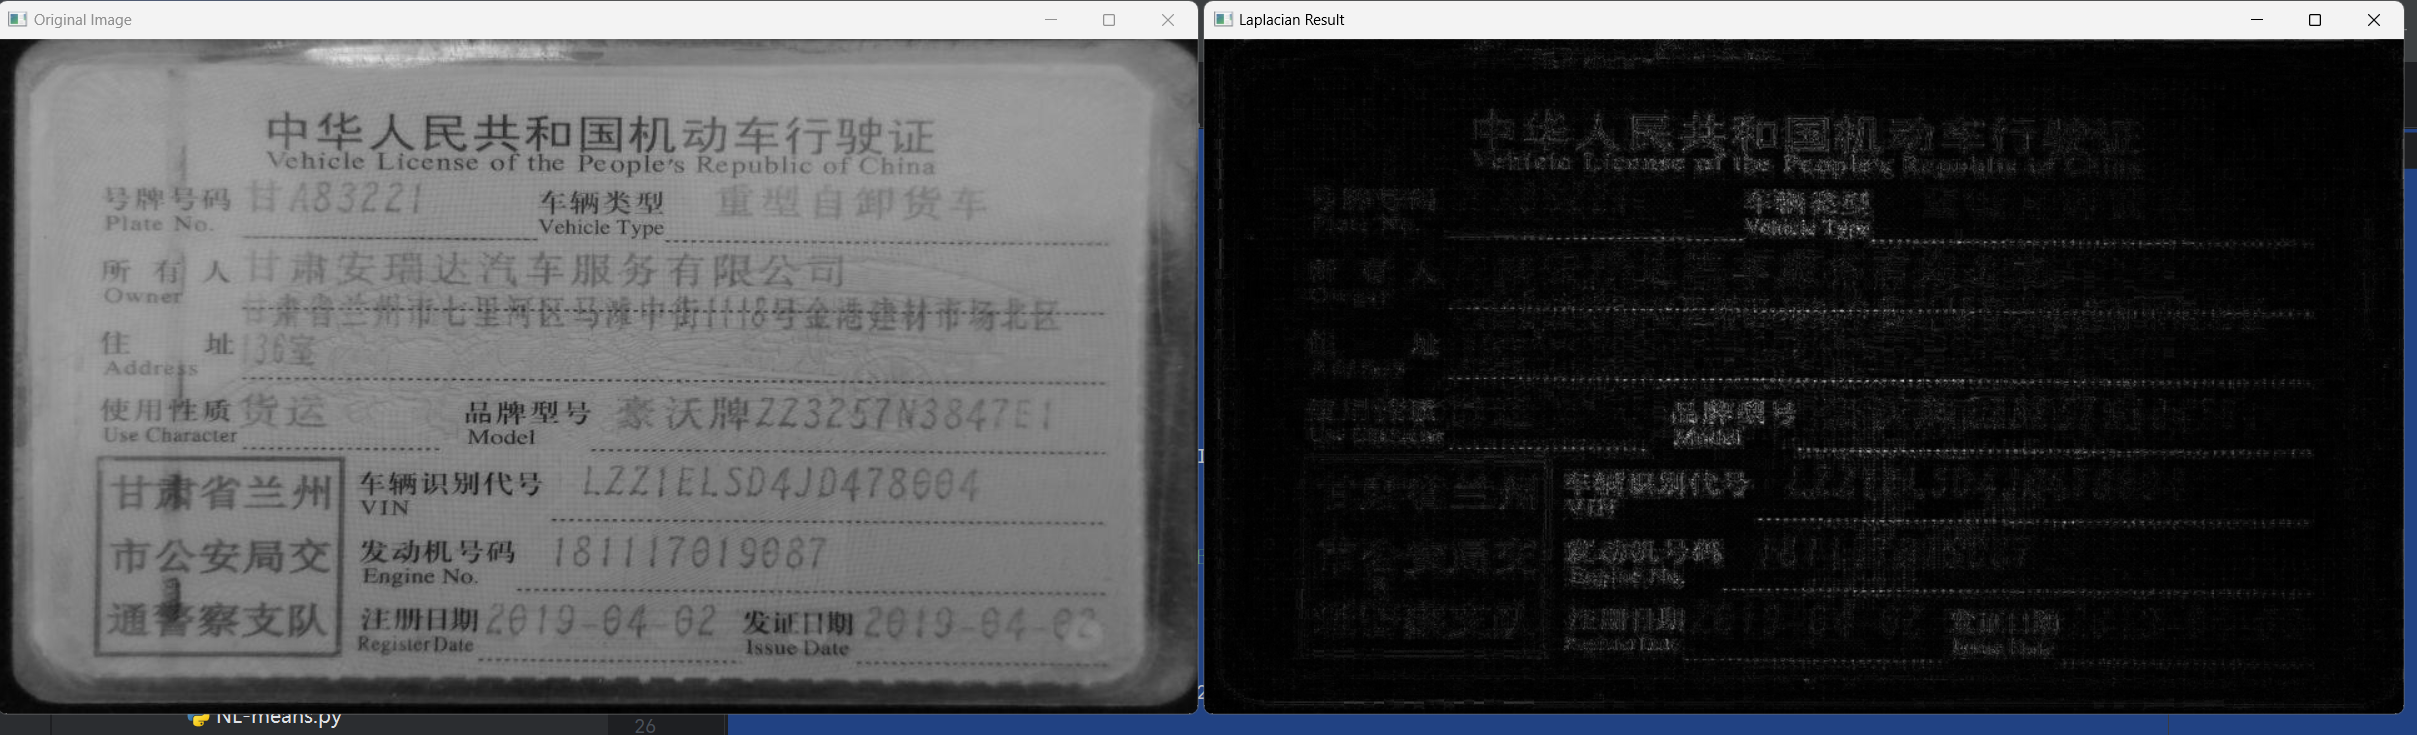 Original Image
中华人民共和国机动车行驶证
Vehicle License of the People's Republic of China
号牌号码 甘A83221 车辆类型 重型自卸货车
Plate No. Vehicle Type
所有人 甘肃安瑞达汽车服务有限公司
Owner
甘肃省兰州市七里河区马滩中街1118号金港建材市场北区
住址 136室
Address
使用性质 货运 品牌型号 豪沃牌ZZ3257N3847E1
Use Character Model
甘肃省兰州
市公安局交
通警察支队
车辆识别代号 LZZ1ELSD4JD478004
VIN
发动机号码 181117019087
Engine No.
注册日期 2019-04-02 发证日期 2019-04-02
Register Date Issue Date
NL-means.py
26
Laplacian Result
中华人民共和国机动车行驶证
Vehicle License of the People's Republic of China
车辆类型
Vehicle Type
址
品牌型号
Model
车辆识别代号
VIN
发动机号码
Engine No.
注册日期
Register Date
发证日期
Issue Date